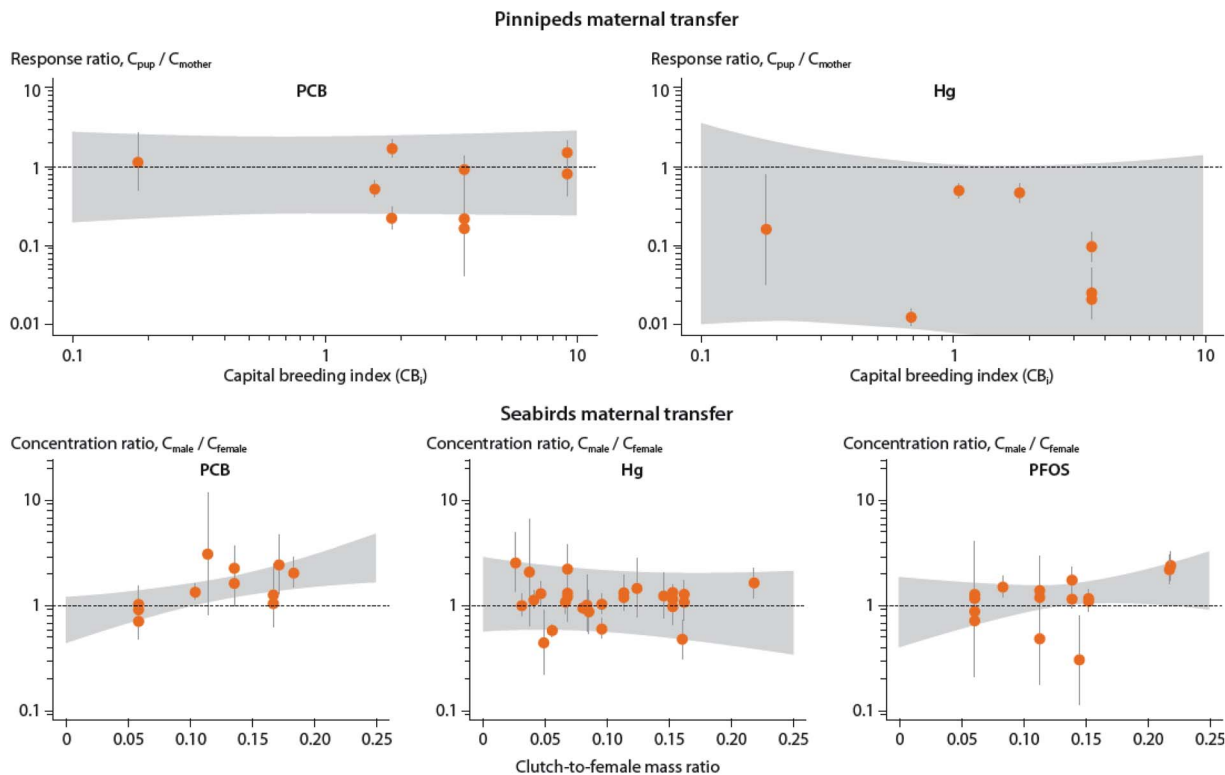 Pinnipeds maternal transfer
Response ratio, Cpup / Cmother
PCB
10
1
0.1
0.01
0.1
1
10
Capital breeding index (CBi)
Response ratio, Cpup / Cmother
Hg
10
1
0.1
0.01
0.1
1
10
Capital breeding index (CBi)
Seabirds maternal transfer
Concentration ratio, Cmale / Cfemale
PCB
10
1
0.1
0
0.05
0.10
0.15
0.20
0.25
Concentration ratio, Cmale / Cfemale
Hg
10
1
0.1
0
0.05
0.10
0.15
0.20
0.25
Concentration ratio, Cmale / Cfemale
PFOS
10
1
0.1
0
0.05
0.10
0.15
0.20
0.25
Clutch-to-female mass ratio